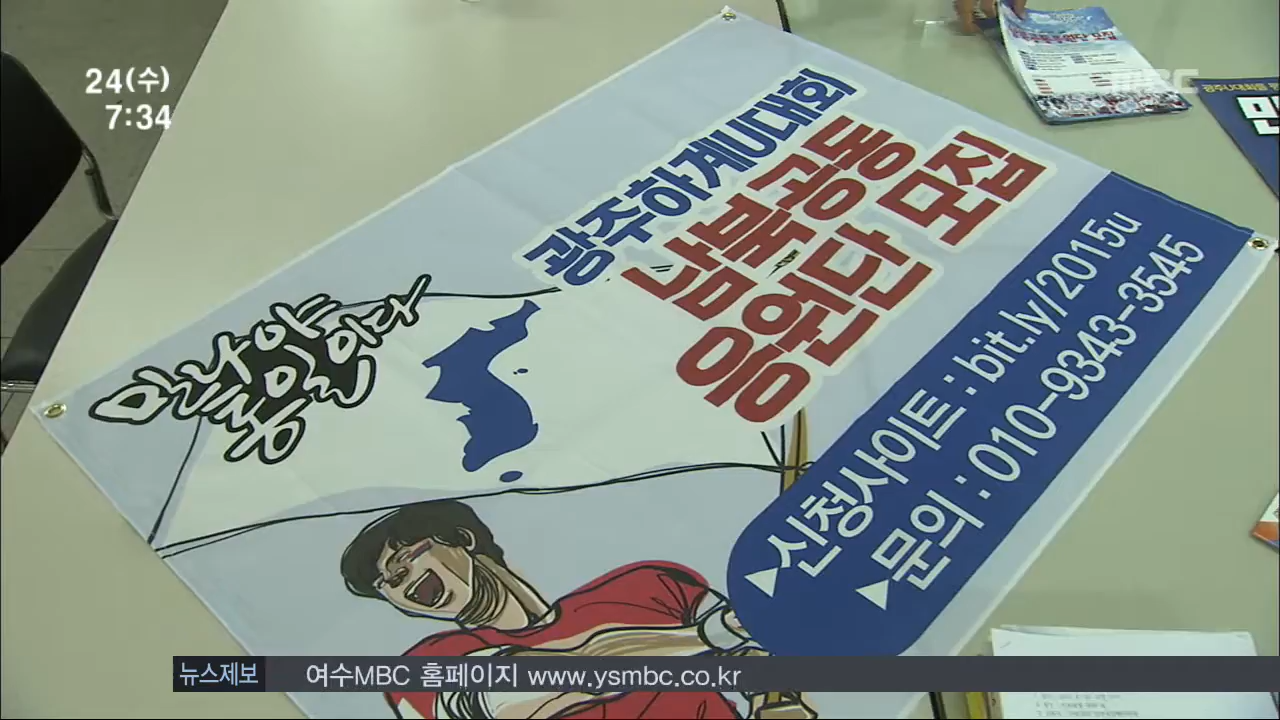 24(수)
7:34
MBC
광주하계U대회
남북공동
응원단 모집
만나야
통일이다
▶신청사이트 : bit.ly/2015u
▶문의 : 010-9343-3545
뉴스제보 여수MBC 홈페이지 www.ysmbc.co.kr